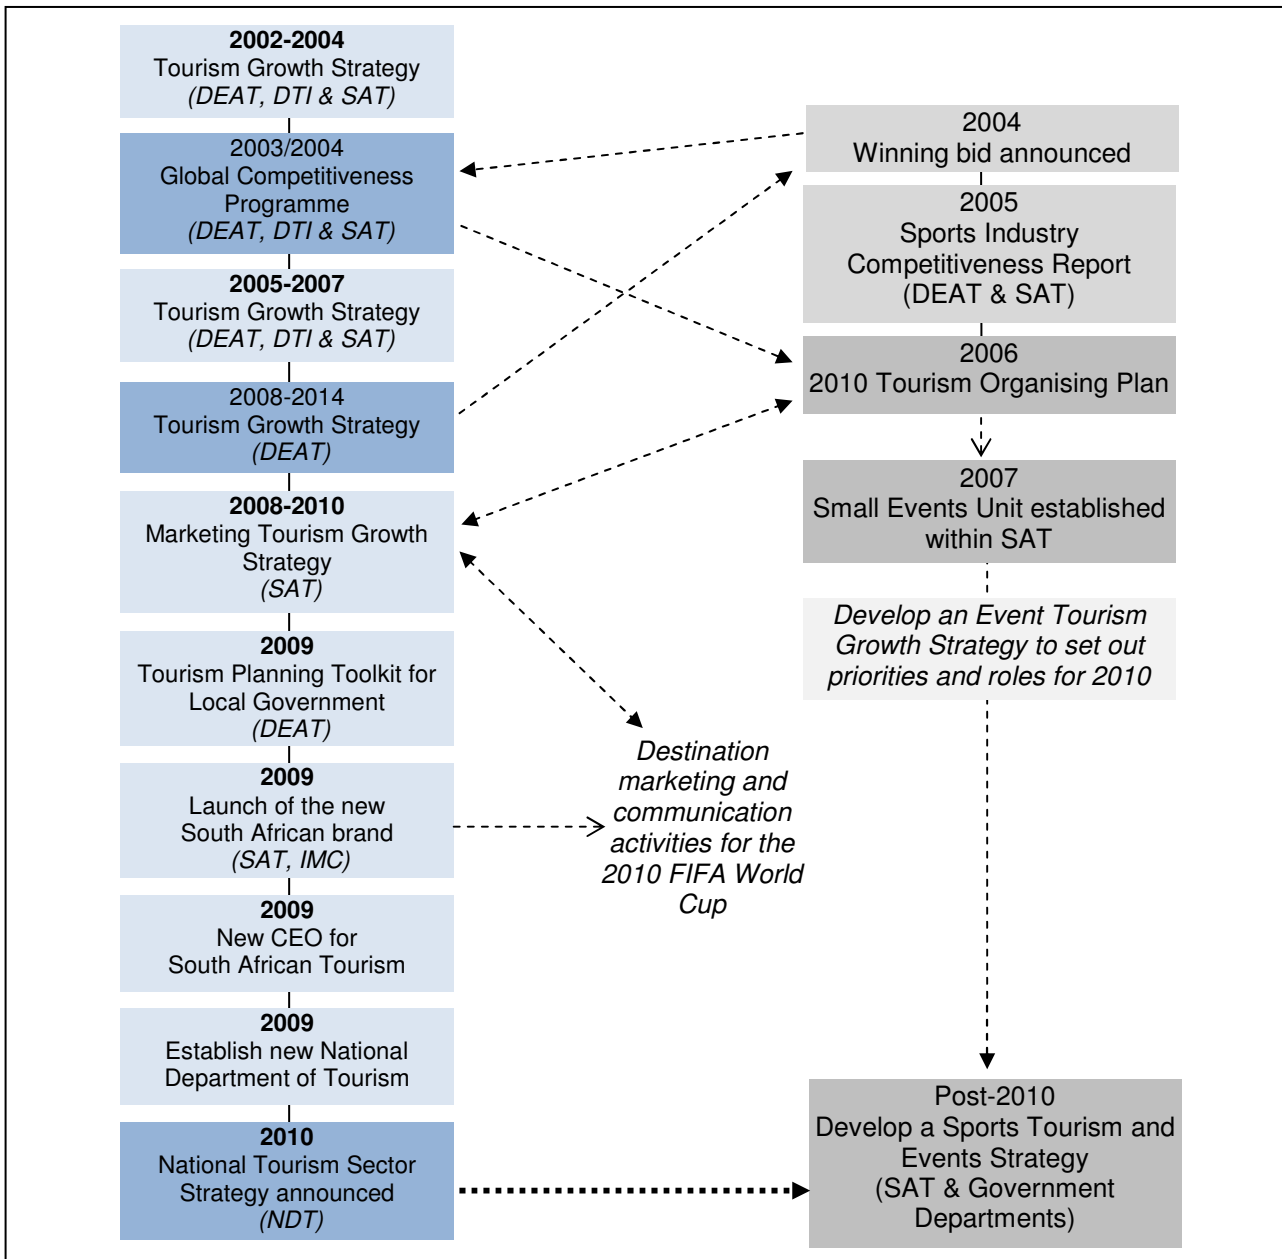 2002-2004
Tourism Growth Strategy
(DEAT, DTI & SAT)
2003/2004
Global Competitiveness
Programme
(DEAT, DTI & SAT)
2005-2007
Tourism Growth Strategy
(DEAT, DTI & SAT)
2008-2014
Tourism Growth Strategy
(DEAT)
2008-2010
Marketing Tourism Growth
Strategy
(SAT)
2009
Tourism Planning Toolkit for
Local Government
(DEAT)
2009
Launch of the new
South African brand
(SAT, IMC)
2009
New CEO for
South African Tourism
2009
Establish new National
Department of Tourism
2010
National Tourism Sector
Strategy announced
(NDT)
Destination
marketing and
communication
activities for the
2010 FIFA World
Cup
2004
Winning bid announced
2005
Sports Industry
Competitiveness Report
(DEAT & SAT)
2006
2010 Tourism Organising Plan
2007
Small Events Unit established
within SAT
Develop an Event Tourism
Growth Strategy to set out
priorities and roles for 2010
Post-2010
Develop a Sports Tourism and
Events Strategy
(SAT & Government
Departments)